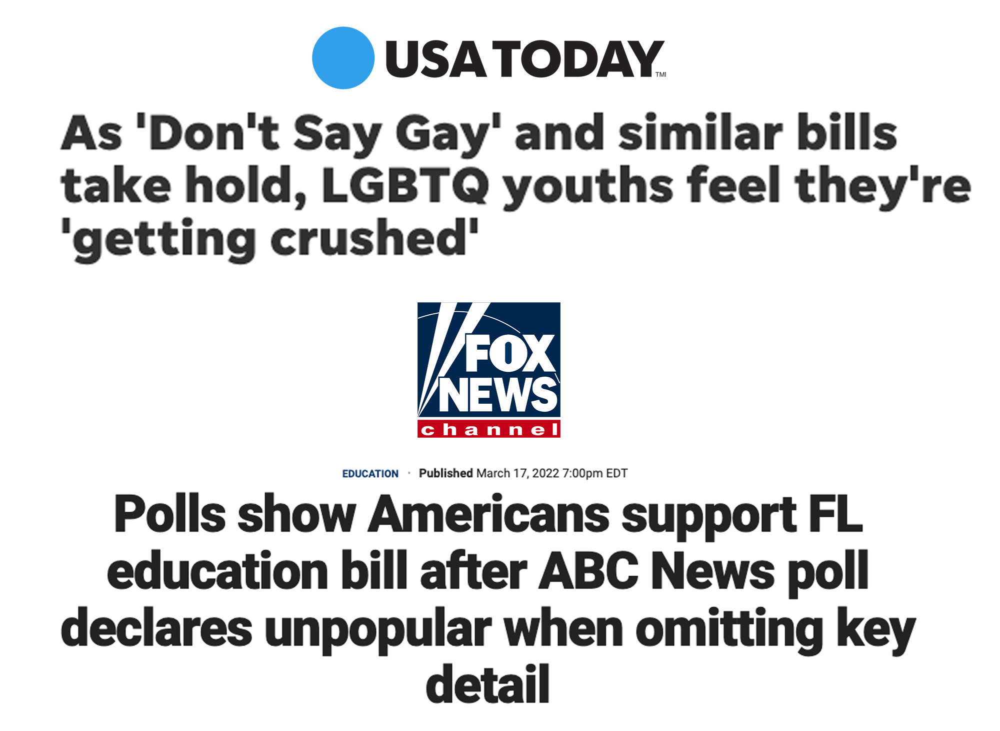 USA TODAY TM
As 'Don't Say Gay' and similar bills
take hold, LGBTQ youths feel they're
'getting crushed'
FOX
NEWS
channel
EDUCATION · Published March 17, 2022 7:00pm EDT
Polls show Americans support FL
education bill after ABC News poll
declares unpopular when omitting key
detail